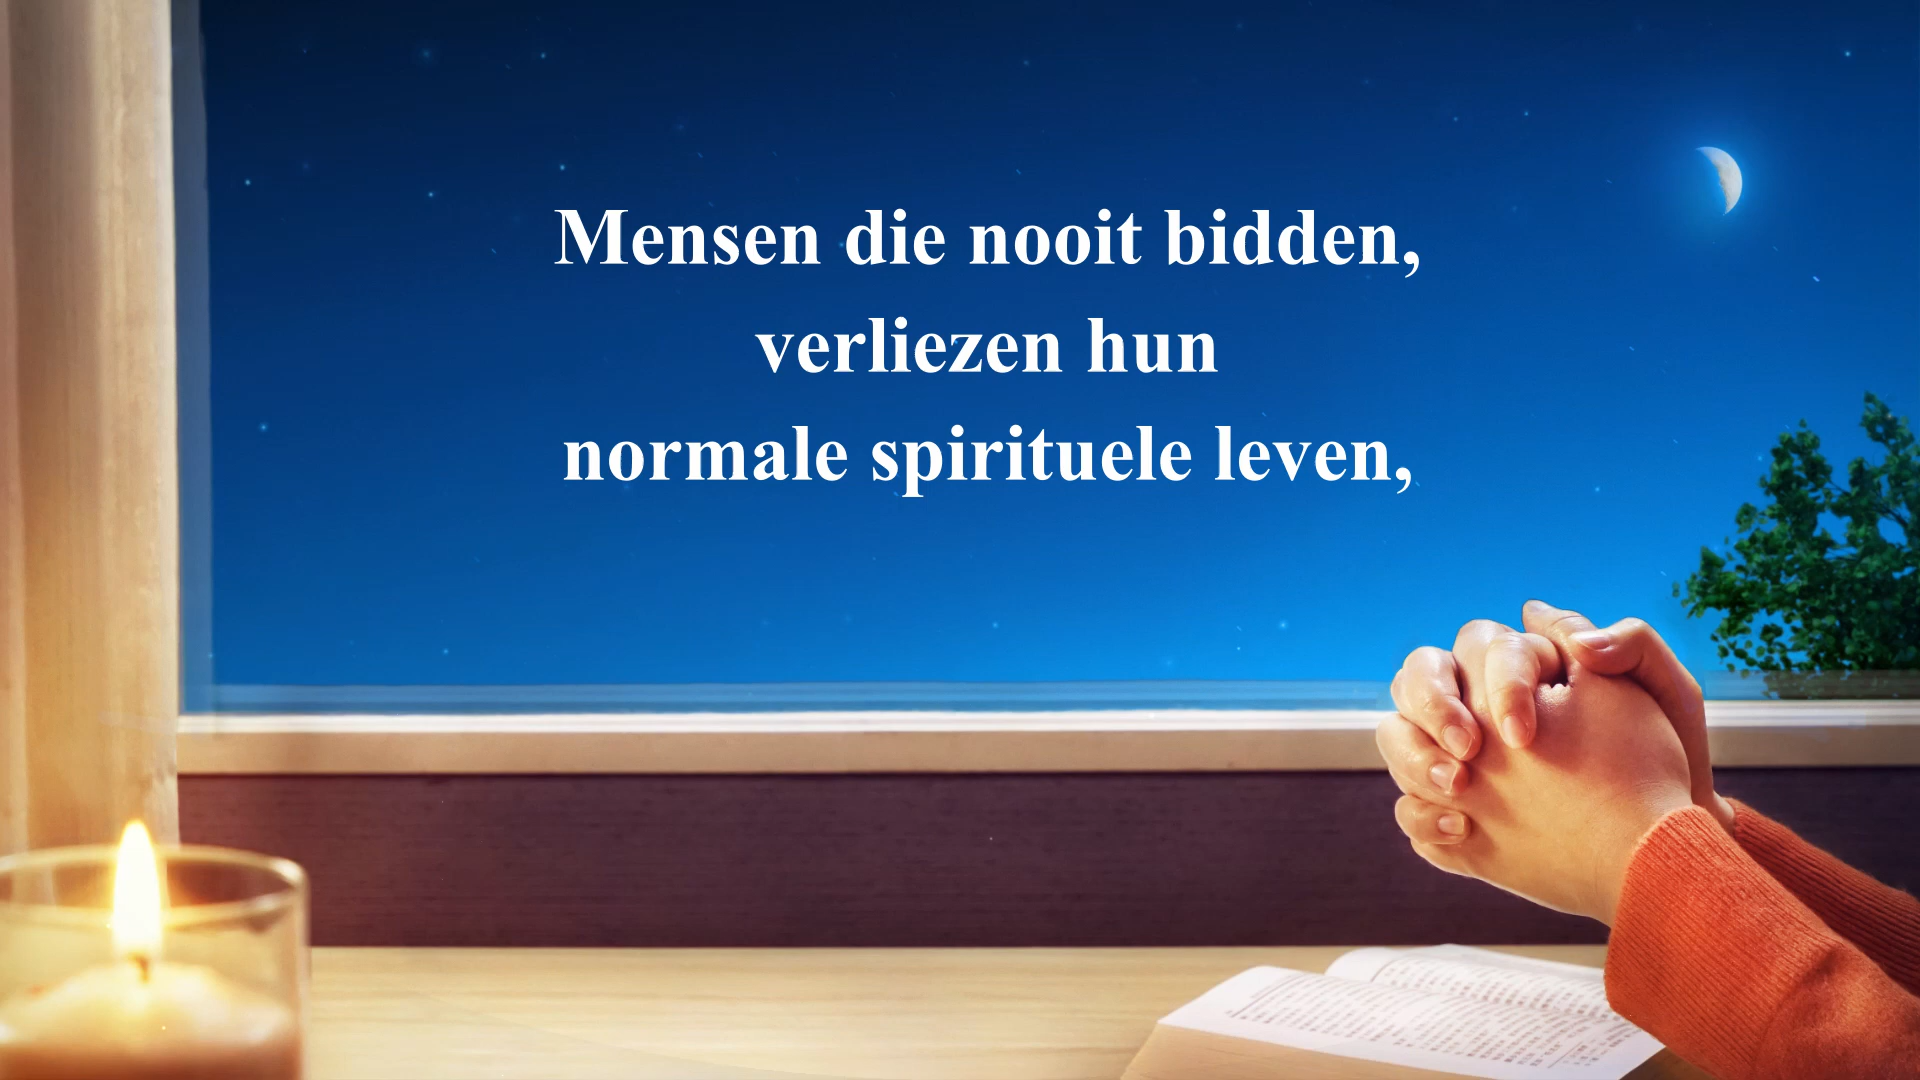 Mensen die nooit bidden,
verliezen hun
normale spirituele leven,